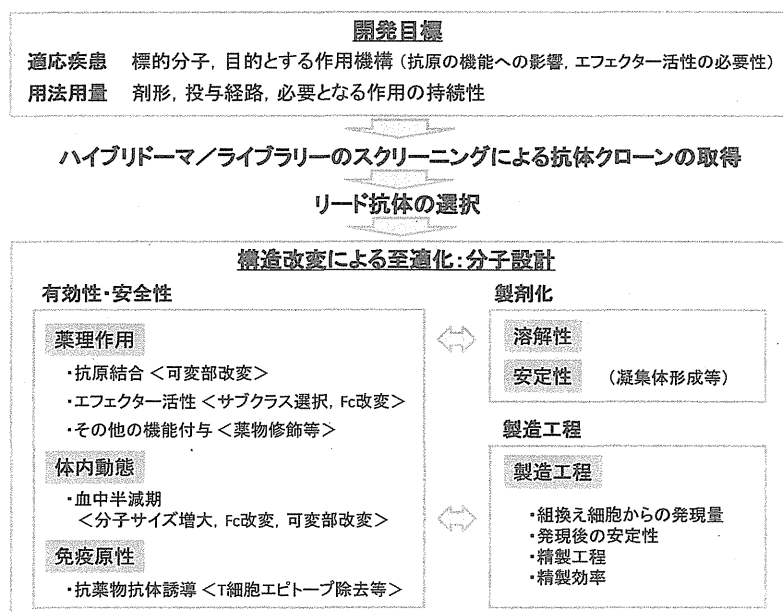 開発目標
適応疾患 標的分子，目的とする作用機構（抗原の機能への影響，エフェクター活性の必要性）
用法用量 剤形，投与経路，必要となる作用の持続性
ハイブリドーマ／ライブラリーのスクリーニングによる抗体クローンの取得
リード抗体の選択
構造改変による至適化：分子設計
有効性・安全性
薬理作用
・抗原結合＜可変部改変＞
・エフェクター活性＜サブクラス選択，Fc改変＞
・その他の機能付与＜薬物修飾等＞
体内動態
・血中半減期
＜分子サイズ増大，Fc改変，可変部改変＞
免疫原性
・抗薬物抗体誘導＜T細胞エピトープ除去等＞
製剤化
溶解性
安定性 （凝集体形成等）
製造工程
製造工程
・組換え細胞からの発現量
・発現後の安定性
・精製工程
・精製効率